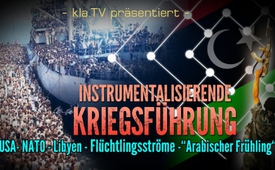 - kla.TV präsentiert -
INSTRUMENTALISIERENDE
KRIEGSFÜHRUNG
USA- NATO - Libyen - Flüchtlingsströme -"Arabischer Frühling"